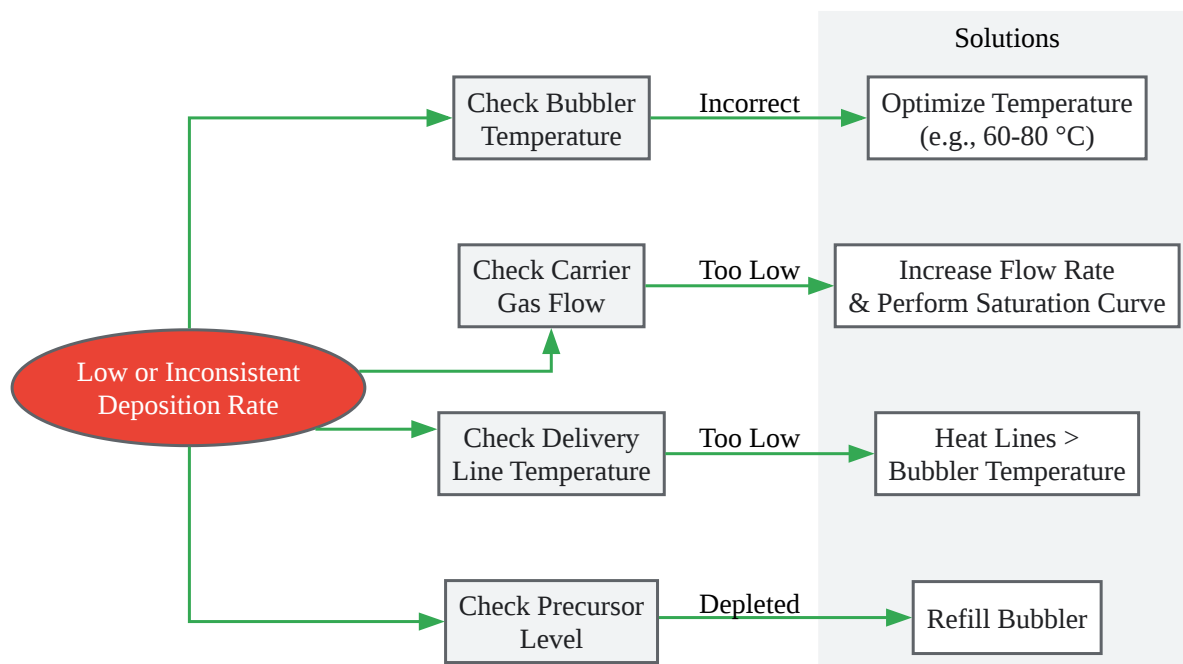 Solutions
Check Bubbler
Temperature
Incorrect
Optimize Temperature
(e.g., 60-80 °C)
Check Carrier
Gas Flow
Too Low
Increase Flow Rate
& Perform Saturation Curve
Low or Inconsistent
Deposition Rate
Check Delivery
Line Temperature
Too Low
Heat Lines >
Bubbler Temperature
Check Precursor
Level
Depleted
Refill Bubbler